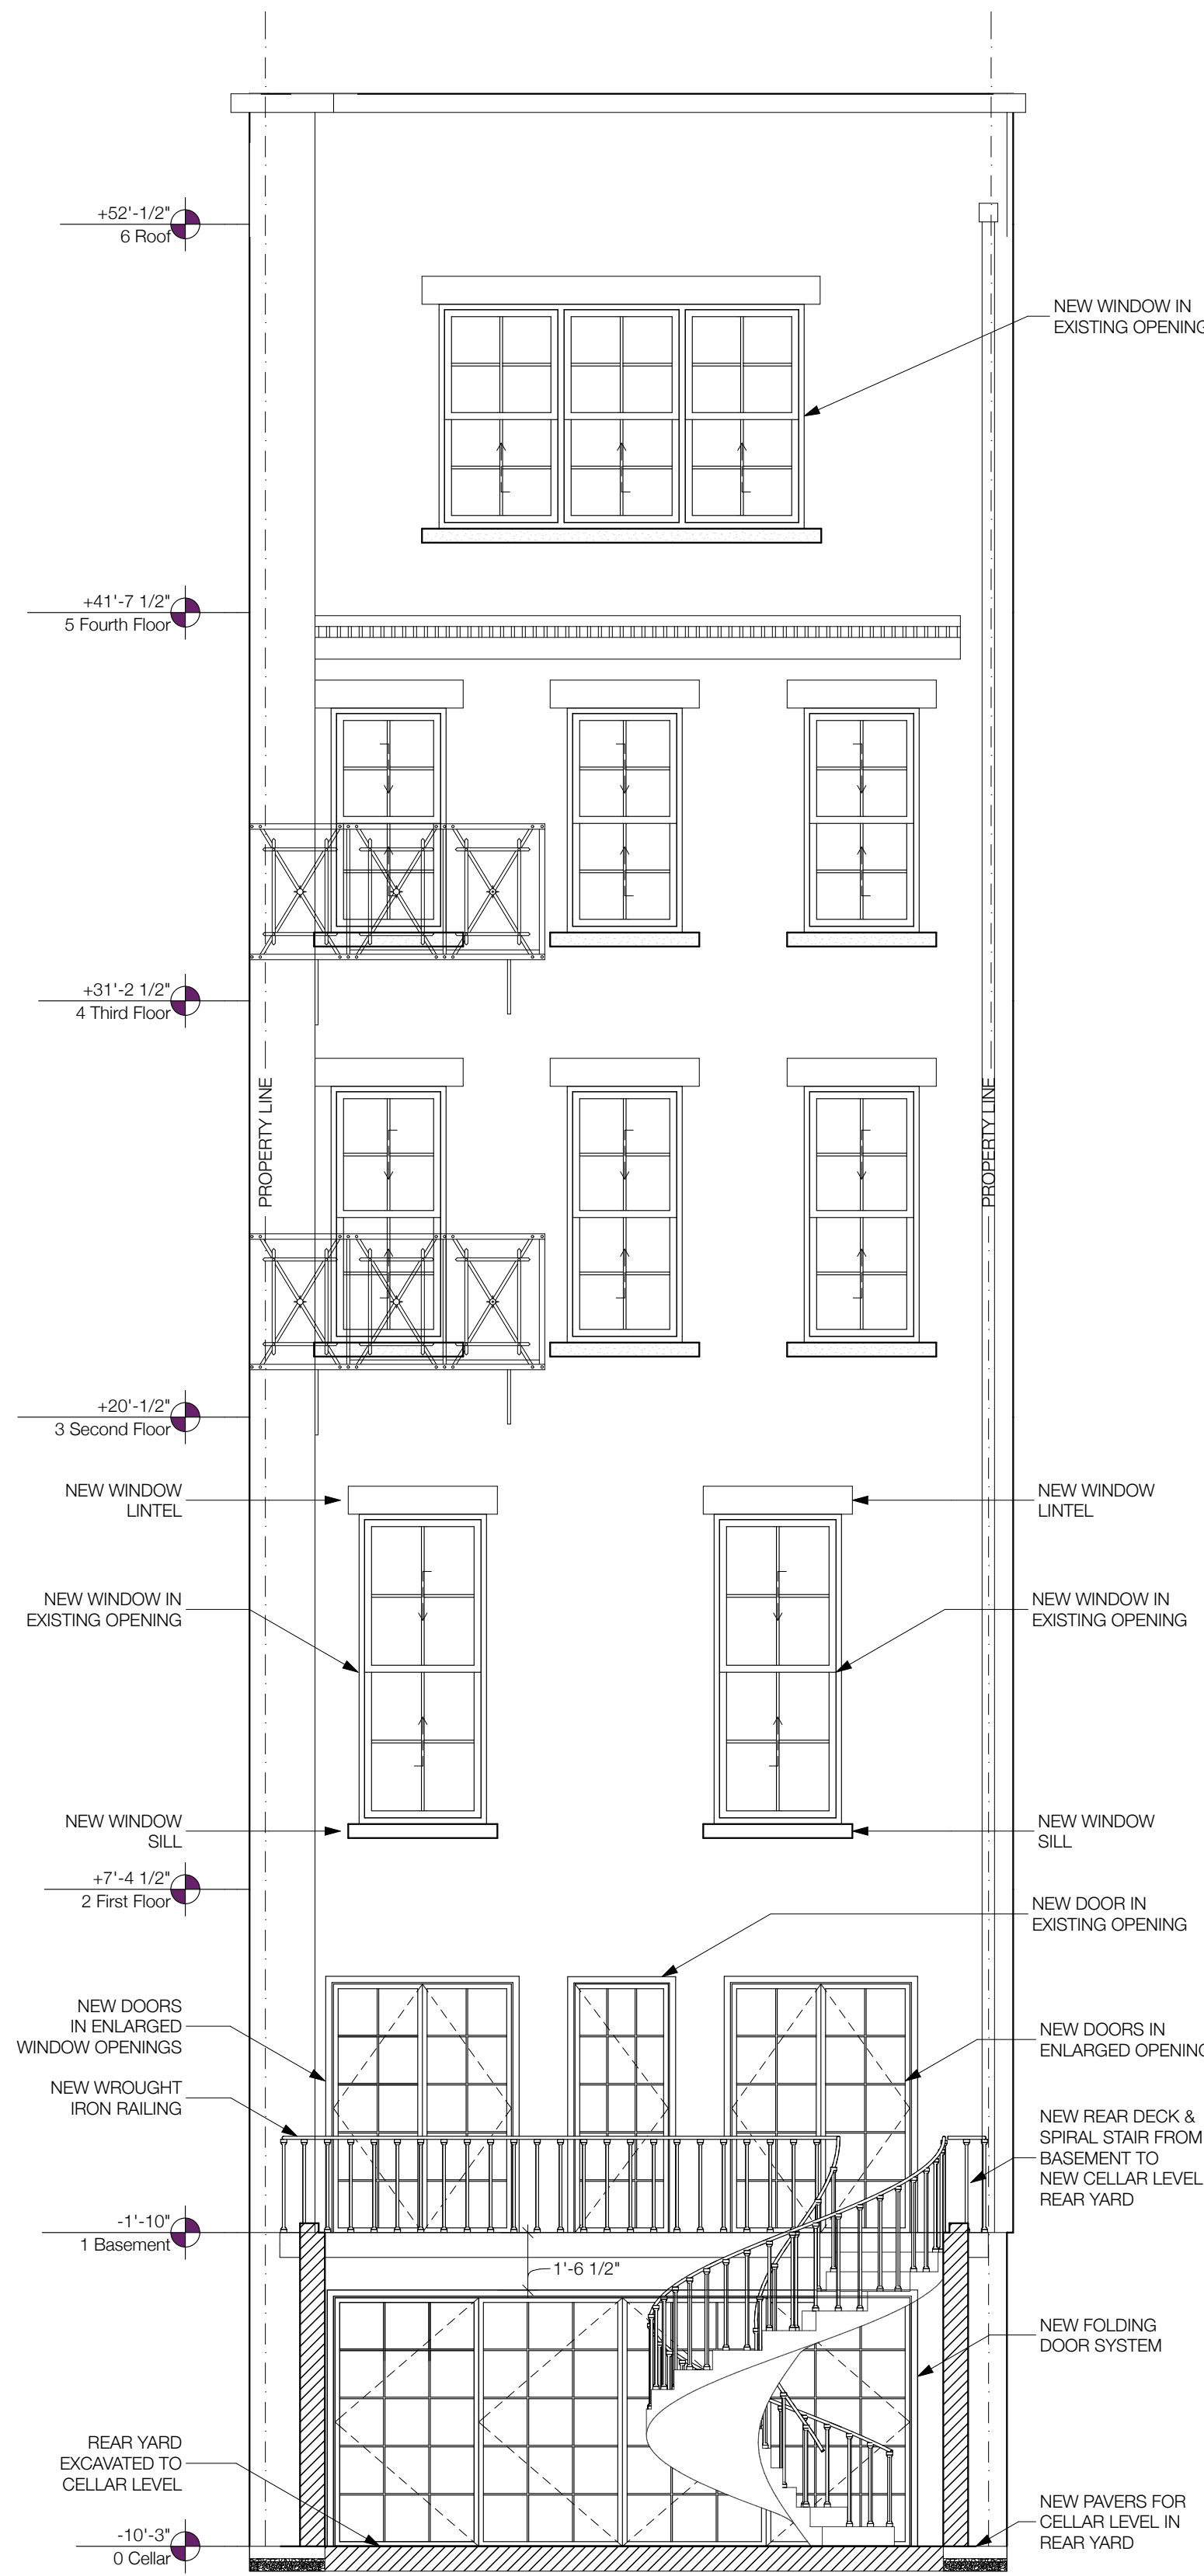 +52'-1/2"
6 Roof
NEW WINDOW IN
EXISTING OPENING
+41'-7 1/2"
5 Fourth Floor
+31'-2 1/2"
4 Third Floor
PROPERTY LINE
PROPERTY LINE
+20'-1/2"
3 Second Floor
NEW WINDOW
LINTEL
NEW WINDOW
LINTEL
NEW WINDOW IN
EXISTING OPENING
NEW WINDOW IN
EXISTING OPENING
NEW WINDOW
SILL
NEW WINDOW
SILL
+7'-4 1/2"
2 First Floor
NEW DOOR IN
EXISTING OPENING
NEW DOORS
IN ENLARGED
WINDOW OPENINGS
NEW DOORS IN
ENLARGED OPENING
NEW WROUGHT
IRON RAILING
NEW REAR DECK &
SPIRAL STAIR FROM
BASEMENT TO
NEW CELLAR LEVEL
REAR YARD
-1'-10"
1 Basement
1'-6 1/2"
NEW FOLDING
DOOR SYSTEM
REAR YARD
EXCAVATED TO
CELLAR LEVEL
NEW PAVERS FOR
CELLAR LEVEL IN
REAR YARD
-10'-3"
0 Cellar